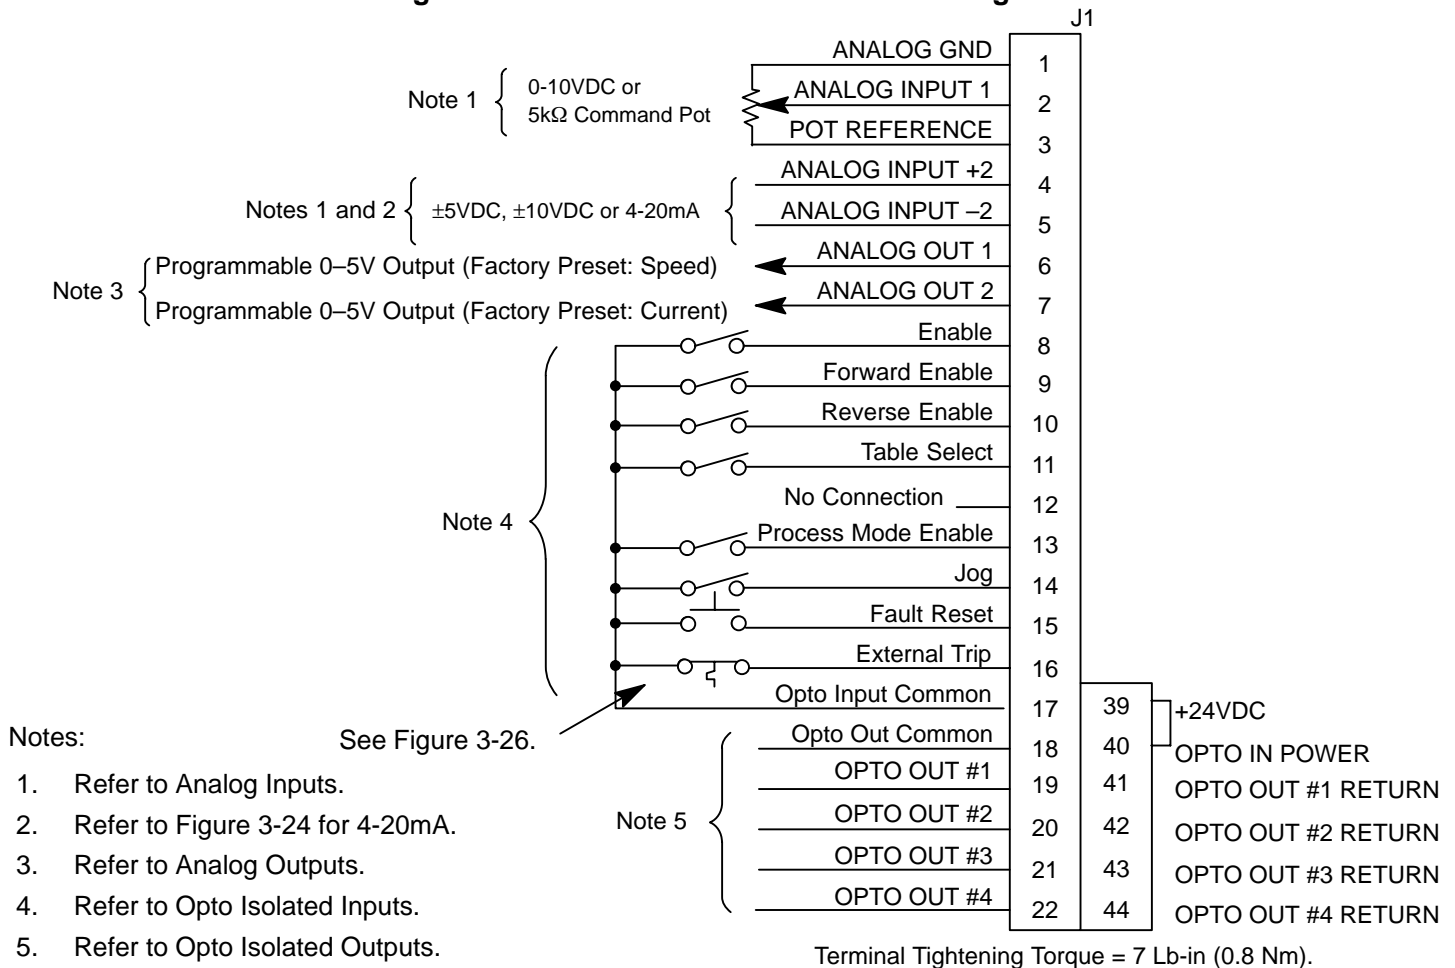 J1
ANALOG GND 1
Note 1 0-10VDC or
5kΩ Command Pot
ANALOG INPUT 1 2
POT REFERENCE 3
ANALOG INPUT +2 4
Notes 1 and 2 ±5VDC, ±10VDC or 4-20mA
ANALOG INPUT –2 5
ANALOG OUT 1 6
Note 3 Programmable 0–5V Output (Factory Preset: Speed)
ANALOG OUT 2 7
Programmable 0–5V Output (Factory Preset: Current)
Enable 8
Forward Enable 9
Reverse Enable 10
Table Select 11
No Connection 12
Note 4
Process Mode Enable 13
Jog 14
Fault Reset 15
External Trip 16
Opto Input Common 17
39 +24VDC
See Figure 3-26.
Opto Out Common 18
40 OPTO IN POWER
Note 5
OPTO OUT #1 19 41 OPTO OUT #1 RETURN
OPTO OUT #2 20 42 OPTO OUT #2 RETURN
OPTO OUT #3 21 43 OPTO OUT #3 RETURN
OPTO OUT #4 22 44 OPTO OUT #4 RETURN
Notes:
1. Refer to Analog Inputs.
2. Refer to Figure 3-24 for 4-20mA.
3. Refer to Analog Outputs.
4. Refer to Opto Isolated Inputs.
5. Refer to Opto Isolated Outputs.
Terminal Tightening Torque = 7 Lb-in (0.8 Nm).